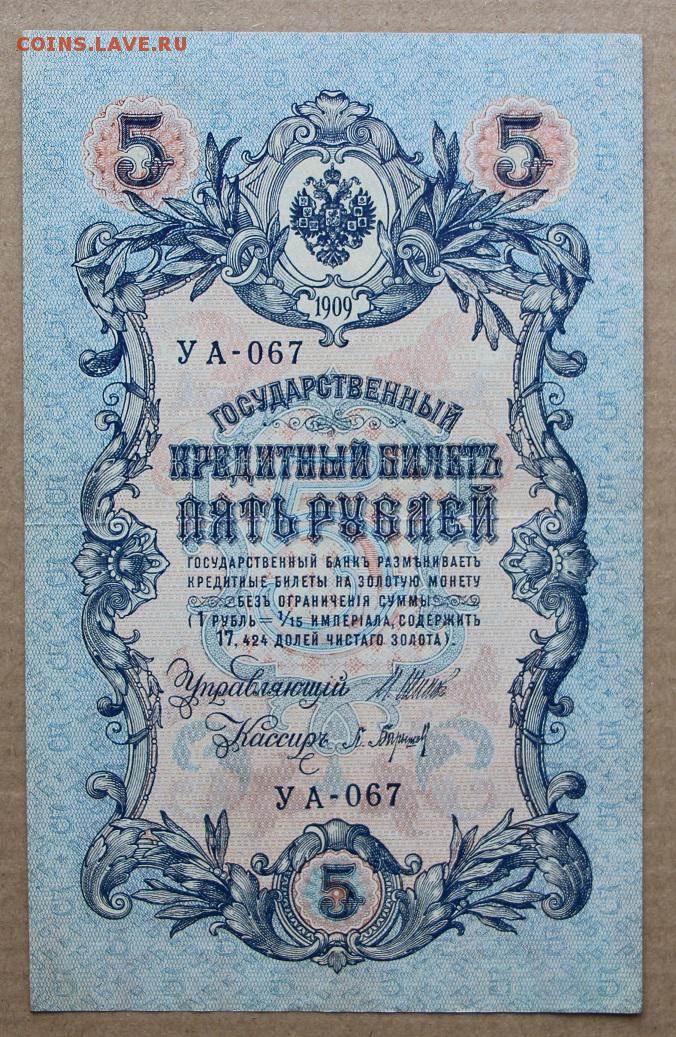 COINS.LAVE.RU
5 5
1909
УА-067
ГОСУДАРСТВЕННЫЙ
КРЕДИТНЫЙ БИЛЕТЪ
ПЯТЬ РУБЛЕЙ
ГОСУДАРСТВЕННЫЙ БАНКЪ РАЗМѢНИВАЕТЪ
КРЕДИТНЫЕ БИЛЕТЫ НА ЗОЛОТУЮ МОНЕТУ
БЕЗЪ ОГРАНИЧЕНІЯ СУММЫ
(1 РУБЛЬ = 1/15 ИМПЕРІАЛА, СОДЕРЖИТЪ
17,424 ДОЛЕЙ ЧИСТАГО ЗОЛОТА).
Управляющій
Кассиръ
УА-067
5